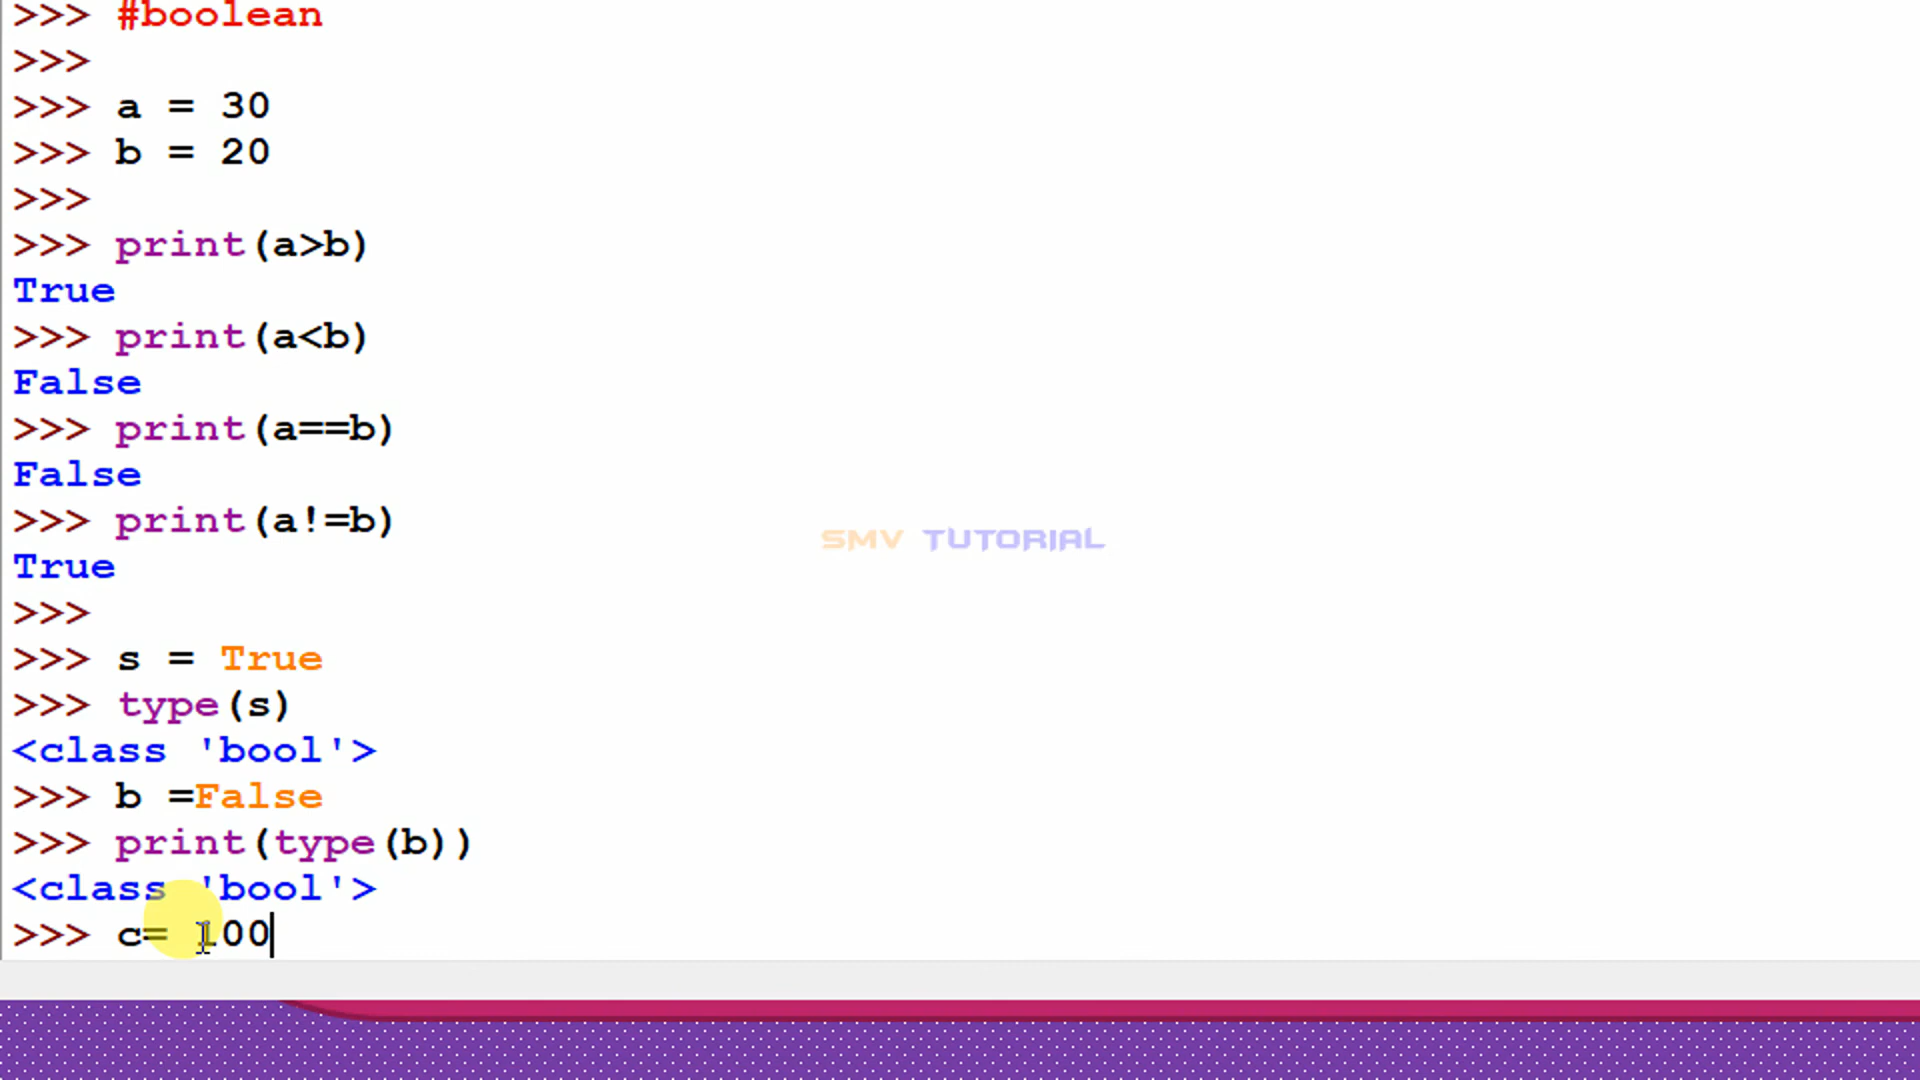 >>> #boolean
>>>
>>> a = 30
>>> b = 20
>>>
>>> print(a>b)
True
>>> print(a<b)
False
>>> print(a==b)
False
>>> print(a!=b)
True
>>>
>>> s = True
>>> type(s)
<class 'bool'>
>>> b =False
>>> print(type(b))
<class 'bool'>
>>> c= 100
SMV TUTORIAL